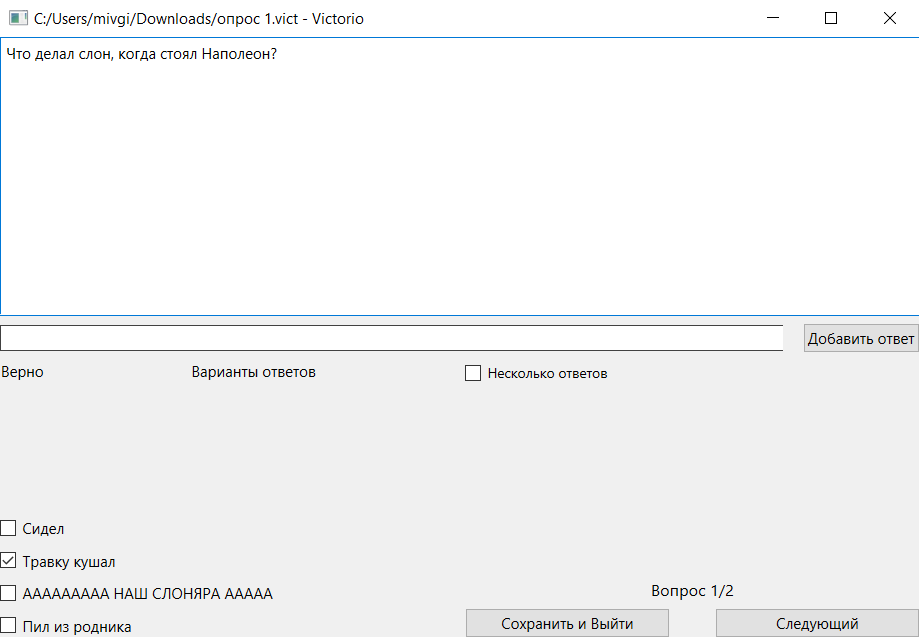 C:/Users/mivgi/Downloads/опрос 1.vict - Victorio
Что делал слон, когда стоял Наполеон?
Добавить ответ
Верно
Варианты ответов
Несколько ответов
Сидел
Травку кушал
ААААААААА НАШ СЛОНЯРА ААААА
Пил из родника
Вопрос 1/2
Сохранить и Выйти
Следующий